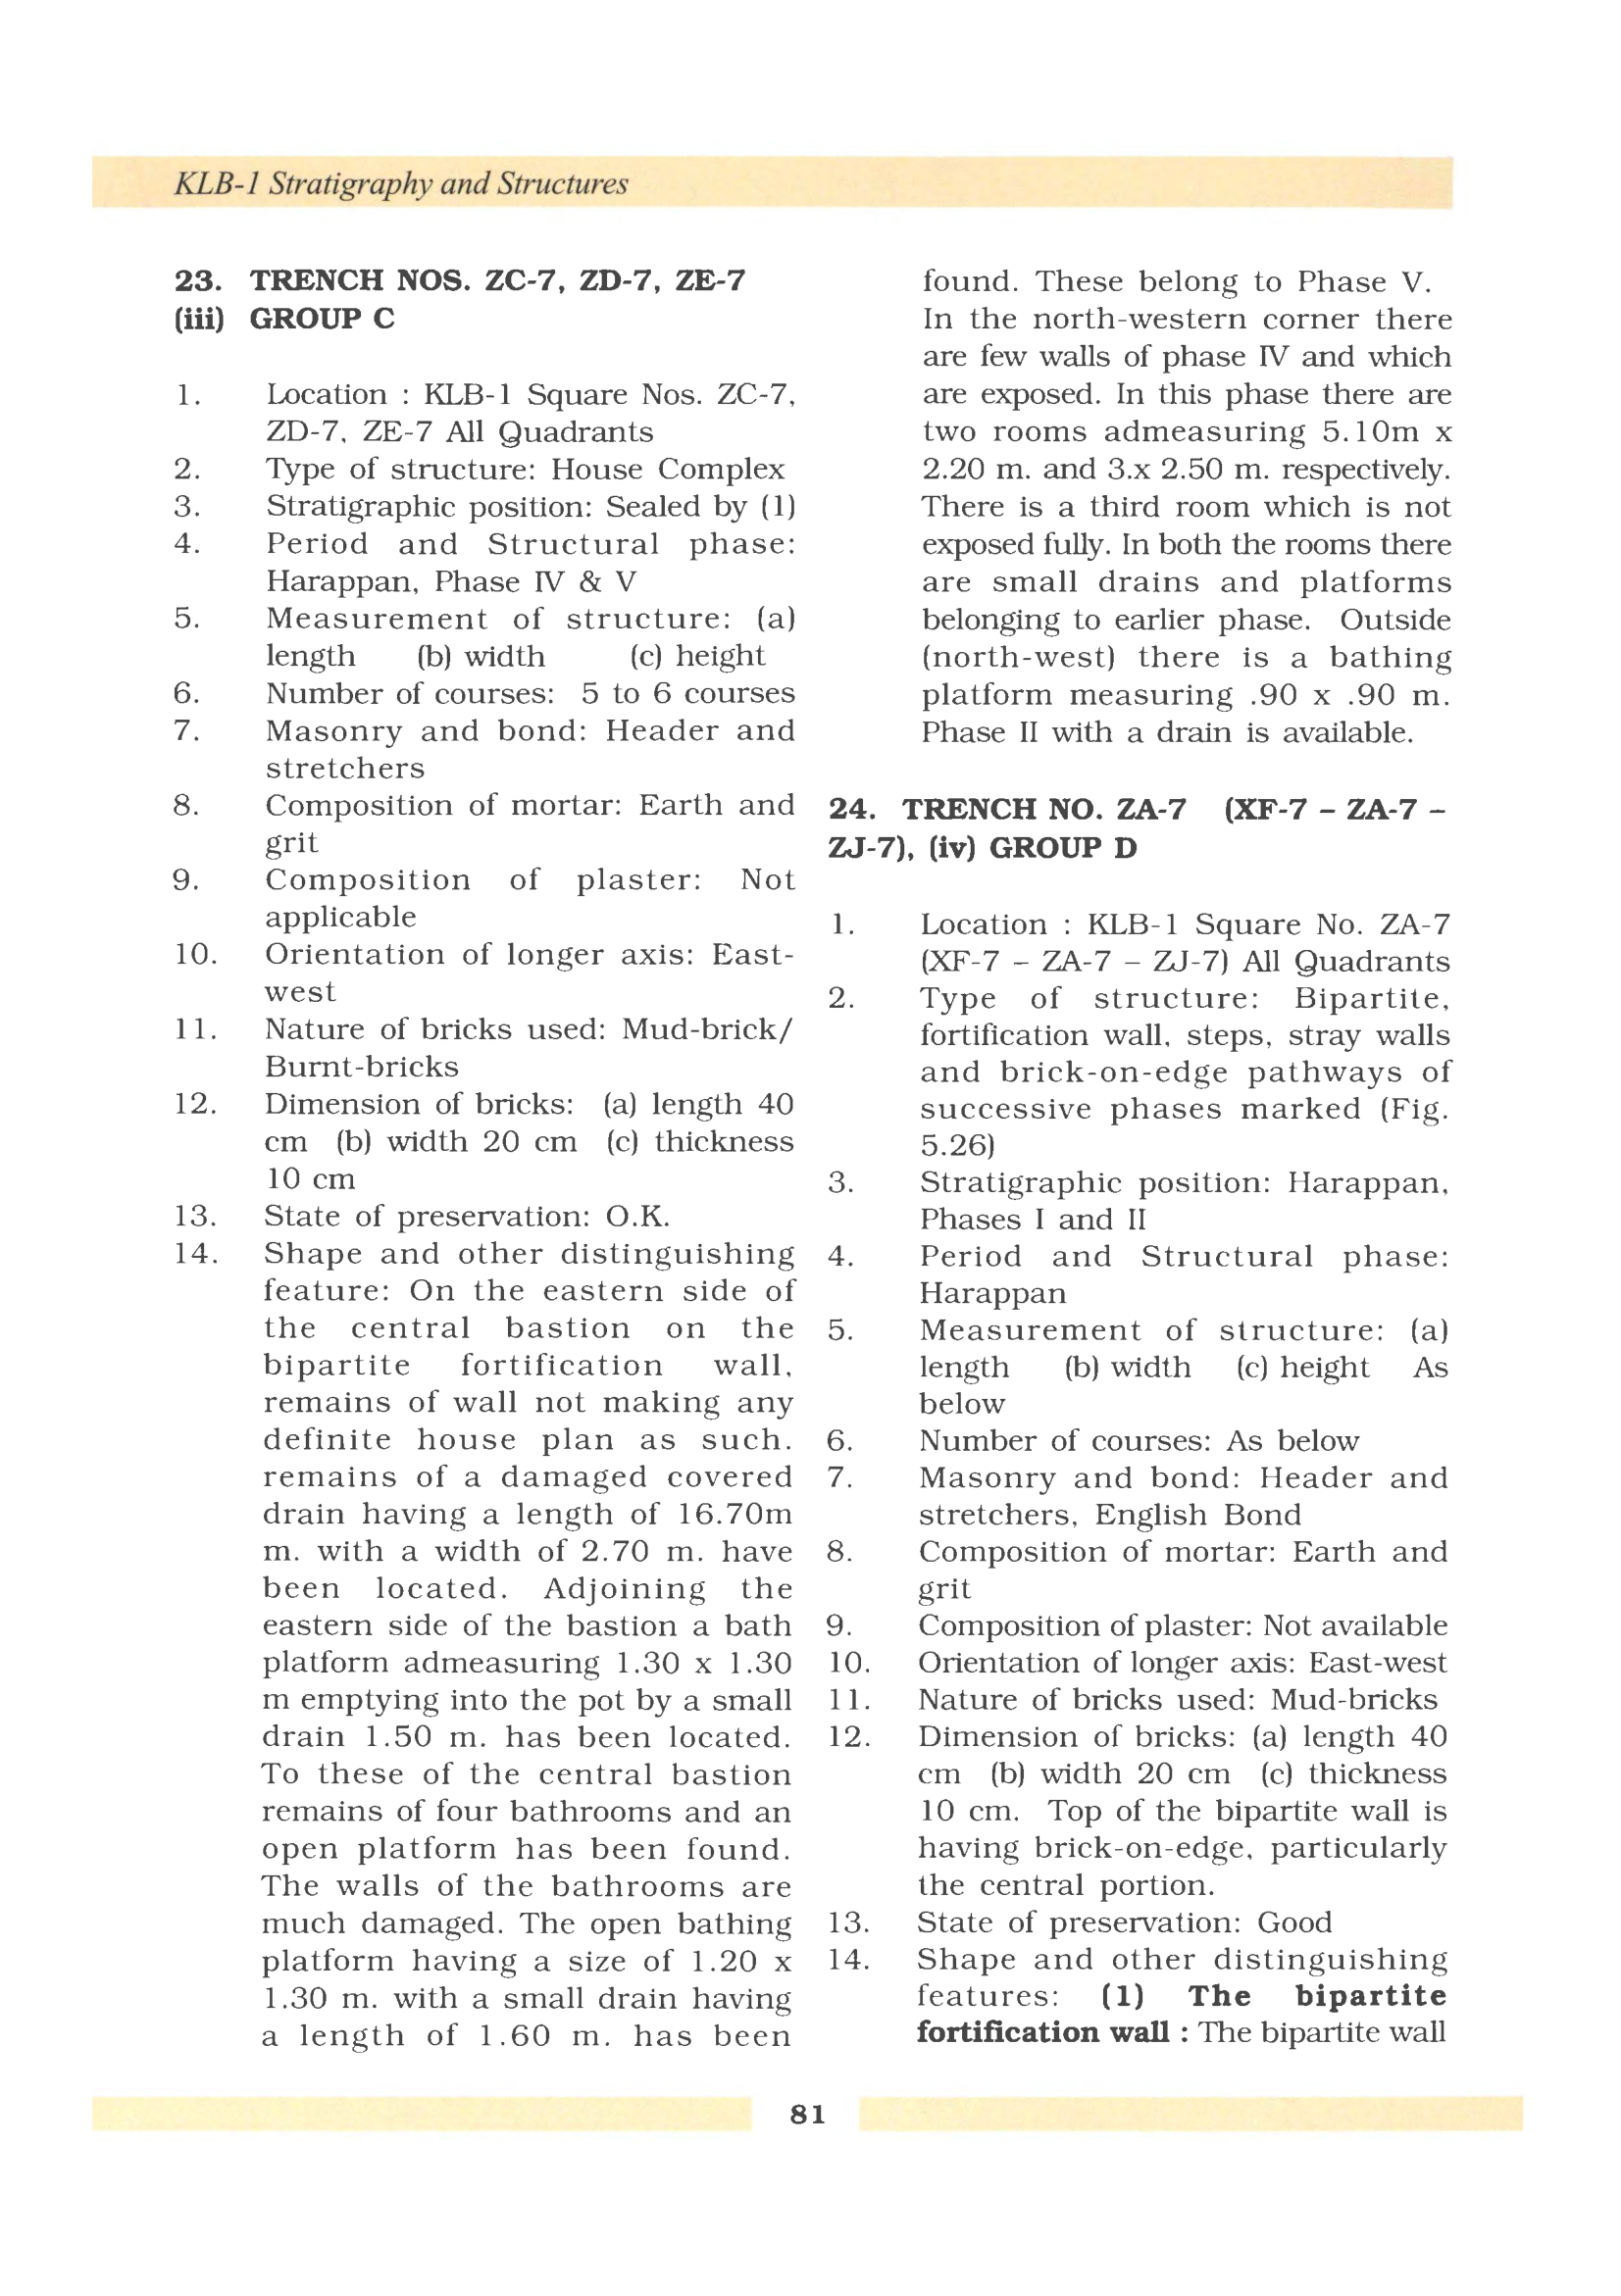 KLB-1 Stratigraphy and Structures
23. TRENCH NOS. ZC-7, ZD-7, ZE-7
(iii) GROUP C
1. Location : KLB-1 Square Nos. ZC-7,
ZD-7, ZE-7 All Quadrants
2. Type of structure: House Complex
3. Stratigraphic position: Sealed by (1)
4. Period and Structural phase:
Harappan, Phase IV & V
5. Measurement of structure: (a)
length (b) width (c) height
6. Number of courses: 5 to 6 courses
7. Masonry and bond: Header and
stretchers
8. Composition of mortar: Earth and
grit
9. Composition of plaster: Not
applicable
10. Orientation of longer axis: East-
west
11. Nature of bricks used: Mud-brick/
Burnt-bricks
12. Dimension of bricks: (a) length 40
cm (b) width 20 cm (c) thickness
10 cm
13. State of preservation: O.K.
14. Shape and other distinguishing
feature: On the eastern side of
the central bastion on the
bipartite fortification wall,
remains of wall not making any
definite house plan as such.
remains of a damaged covered
drain having a length of 16.70m
m. with a width of 2.70 m. have
been located. Adjoining the
eastern side of the bastion a bath
platform admeasuring 1.30 x 1.30
m emptying into the pot by a small
drain 1.50 m. has been located.
To these of the central bastion
remains of four bathrooms and an
open platform has been found.
The walls of the bathrooms are
much damaged. The open bathing
platform having a size of 1.20 x
1.30 m. with a small drain having
a length of 1.60 m. has been
found. These belong to Phase V.
In the north-western corner there
are few walls of phase IV and which
are exposed. In this phase there are
two rooms admeasuring 5.10m x
2.20 m. and 3.x 2.50 m. respectively.
There is a third room which is not
exposed fully. In both the rooms there
are small drains and platforms
belonging to earlier phase. Outside
(north-west) there is a bathing
platform measuring .90 x .90 m.
Phase II with a drain is available.
24. TRENCH NO. ZA-7 (XF-7 – ZA-7 –
ZJ-7), (iv) GROUP D
1. Location : KLB-1 Square No. ZA-7
(XF-7 – ZA-7 – ZJ-7) All Quadrants
2. Type of structure: Bipartite,
fortification wall, steps, stray walls
and brick-on-edge pathways of
successive phases marked (Fig.
5.26)
3. Stratigraphic position: Harappan,
Phases I and II
4. Period and Structural phase:
Harappan
5. Measurement of structure: (a)
length (b) width (c) height As
below
6. Number of courses: As below
7. Masonry and bond: Header and
stretchers, English Bond
8. Composition of mortar: Earth and
grit
9. Composition of plaster: Not available
10. Orientation of longer axis: East-west
11. Nature of bricks used: Mud-bricks
12. Dimension of bricks: (a) length 40
cm (b) width 20 cm (c) thickness
10 cm. Top of the bipartite wall is
having brick-on-edge, particularly
the central portion.
13. State of preservation: Good
14. Shape and other distinguishing
features: (1) The bipartite
fortification wall : The bipartite wall
81